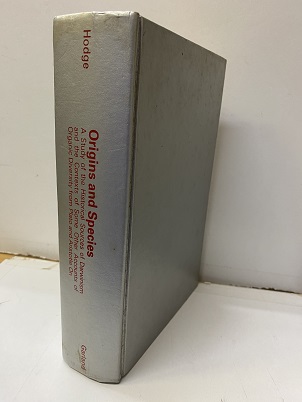 Hodge
Origins and Species
A Study of the Historical Sources of Darwinism
and the Contexts of Some Other Accounts of
Organic Diversity from Plato and Aristotle On
Garland